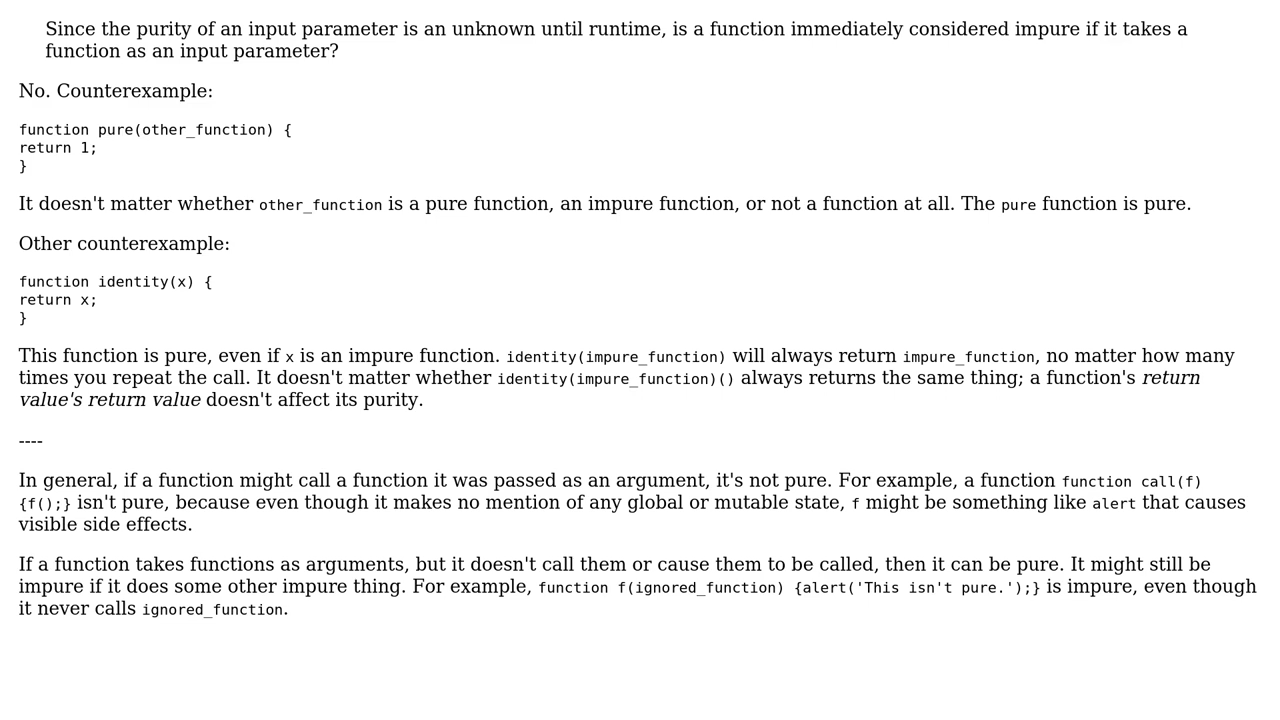 Since the purity of an input parameter is an unknown until runtime, is a function immediately considered impure if it takes a
function as an input parameter?
No. Counterexample:
function pure(other_function) {
return 1;
}
It doesn't matter whether other_function is a pure function, an impure function, or not a function at all. The pure function is pure.
Other counterexample:
function identity(x) {
return x;
}
This function is pure, even if x is an impure function. identity(impure_function) will always return impure_function, no matter how many
times you repeat the call. It doesn't matter whether identity(impure_function)() always returns the same thing; a function's return
value's return value doesn't affect its purity.
----
In general, if a function might call a function it was passed as an argument, it's not pure. For example, a function function call(f)
{f();} isn't pure, because even though it makes no mention of any global or mutable state, f might be something like alert that causes
visible side effects.
If a function takes functions as arguments, but it doesn't call them or cause them to be called, then it can be pure. It might still be
impure if it does some other impure thing. For example, function f(ignored_function) {alert('This isn't pure.');} is impure, even though
it never calls ignored_function.